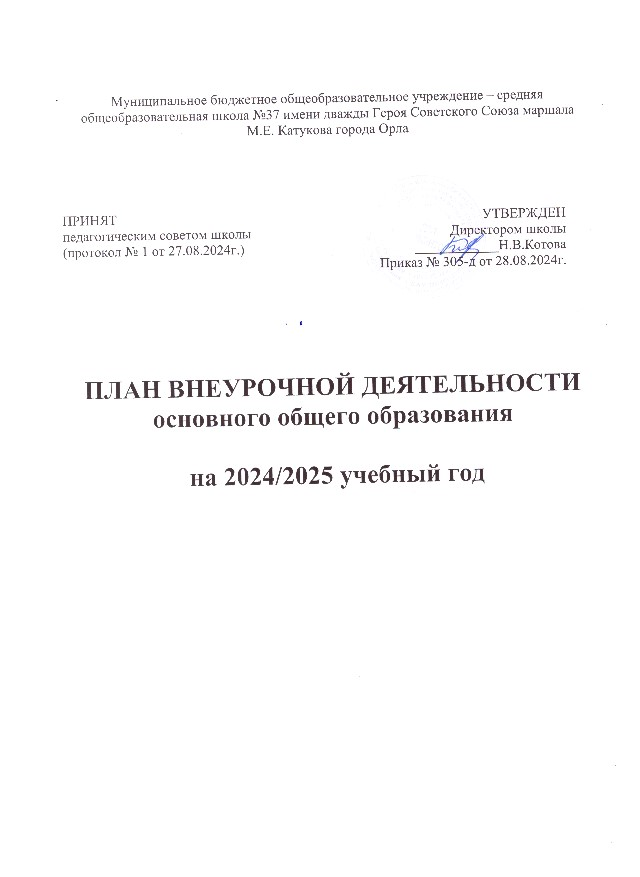 Муниципальное бюджетное общеобразовательное учреждение – средняя
общеобразовательная школа №37 имени дважды Героя Советского Союза маршала
М.Е. Катукова города Орла
ПРИНЯТ
педагогическим советом школы
(протокол № 1 от 27.08.2024г.)
УТВЕРЖДЕН
Директором школы
____________Н.В.Котова
Приказ № 305-д от 28.08.2024г.
ПЛАН ВНЕУРОЧНОЙ ДЕЯТЕЛЬНОСТИ
основного общего образования
на 2024/2025 учебный год